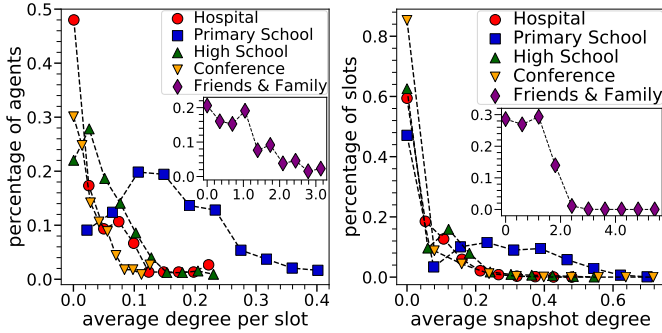 percentage of agents
0.5
0.4
0.3
0.2
0.1
0.0
Hospital
Primary School
High School
Conference
Friends & Family
0.2
0.1
0.0
0.0 1.0 2.0 3.0
0.0 0.1 0.2 0.3 0.4
average degree per slot
percentage of slots
0.8
0.6
0.4
0.2
0.0
Hospital
Primary School
High School
Conference
Friends & Family
0.3
0.2
0.1
0.0
0 2.0 4.0
0.0 0.2 0.4 0.6
average snapshot degree